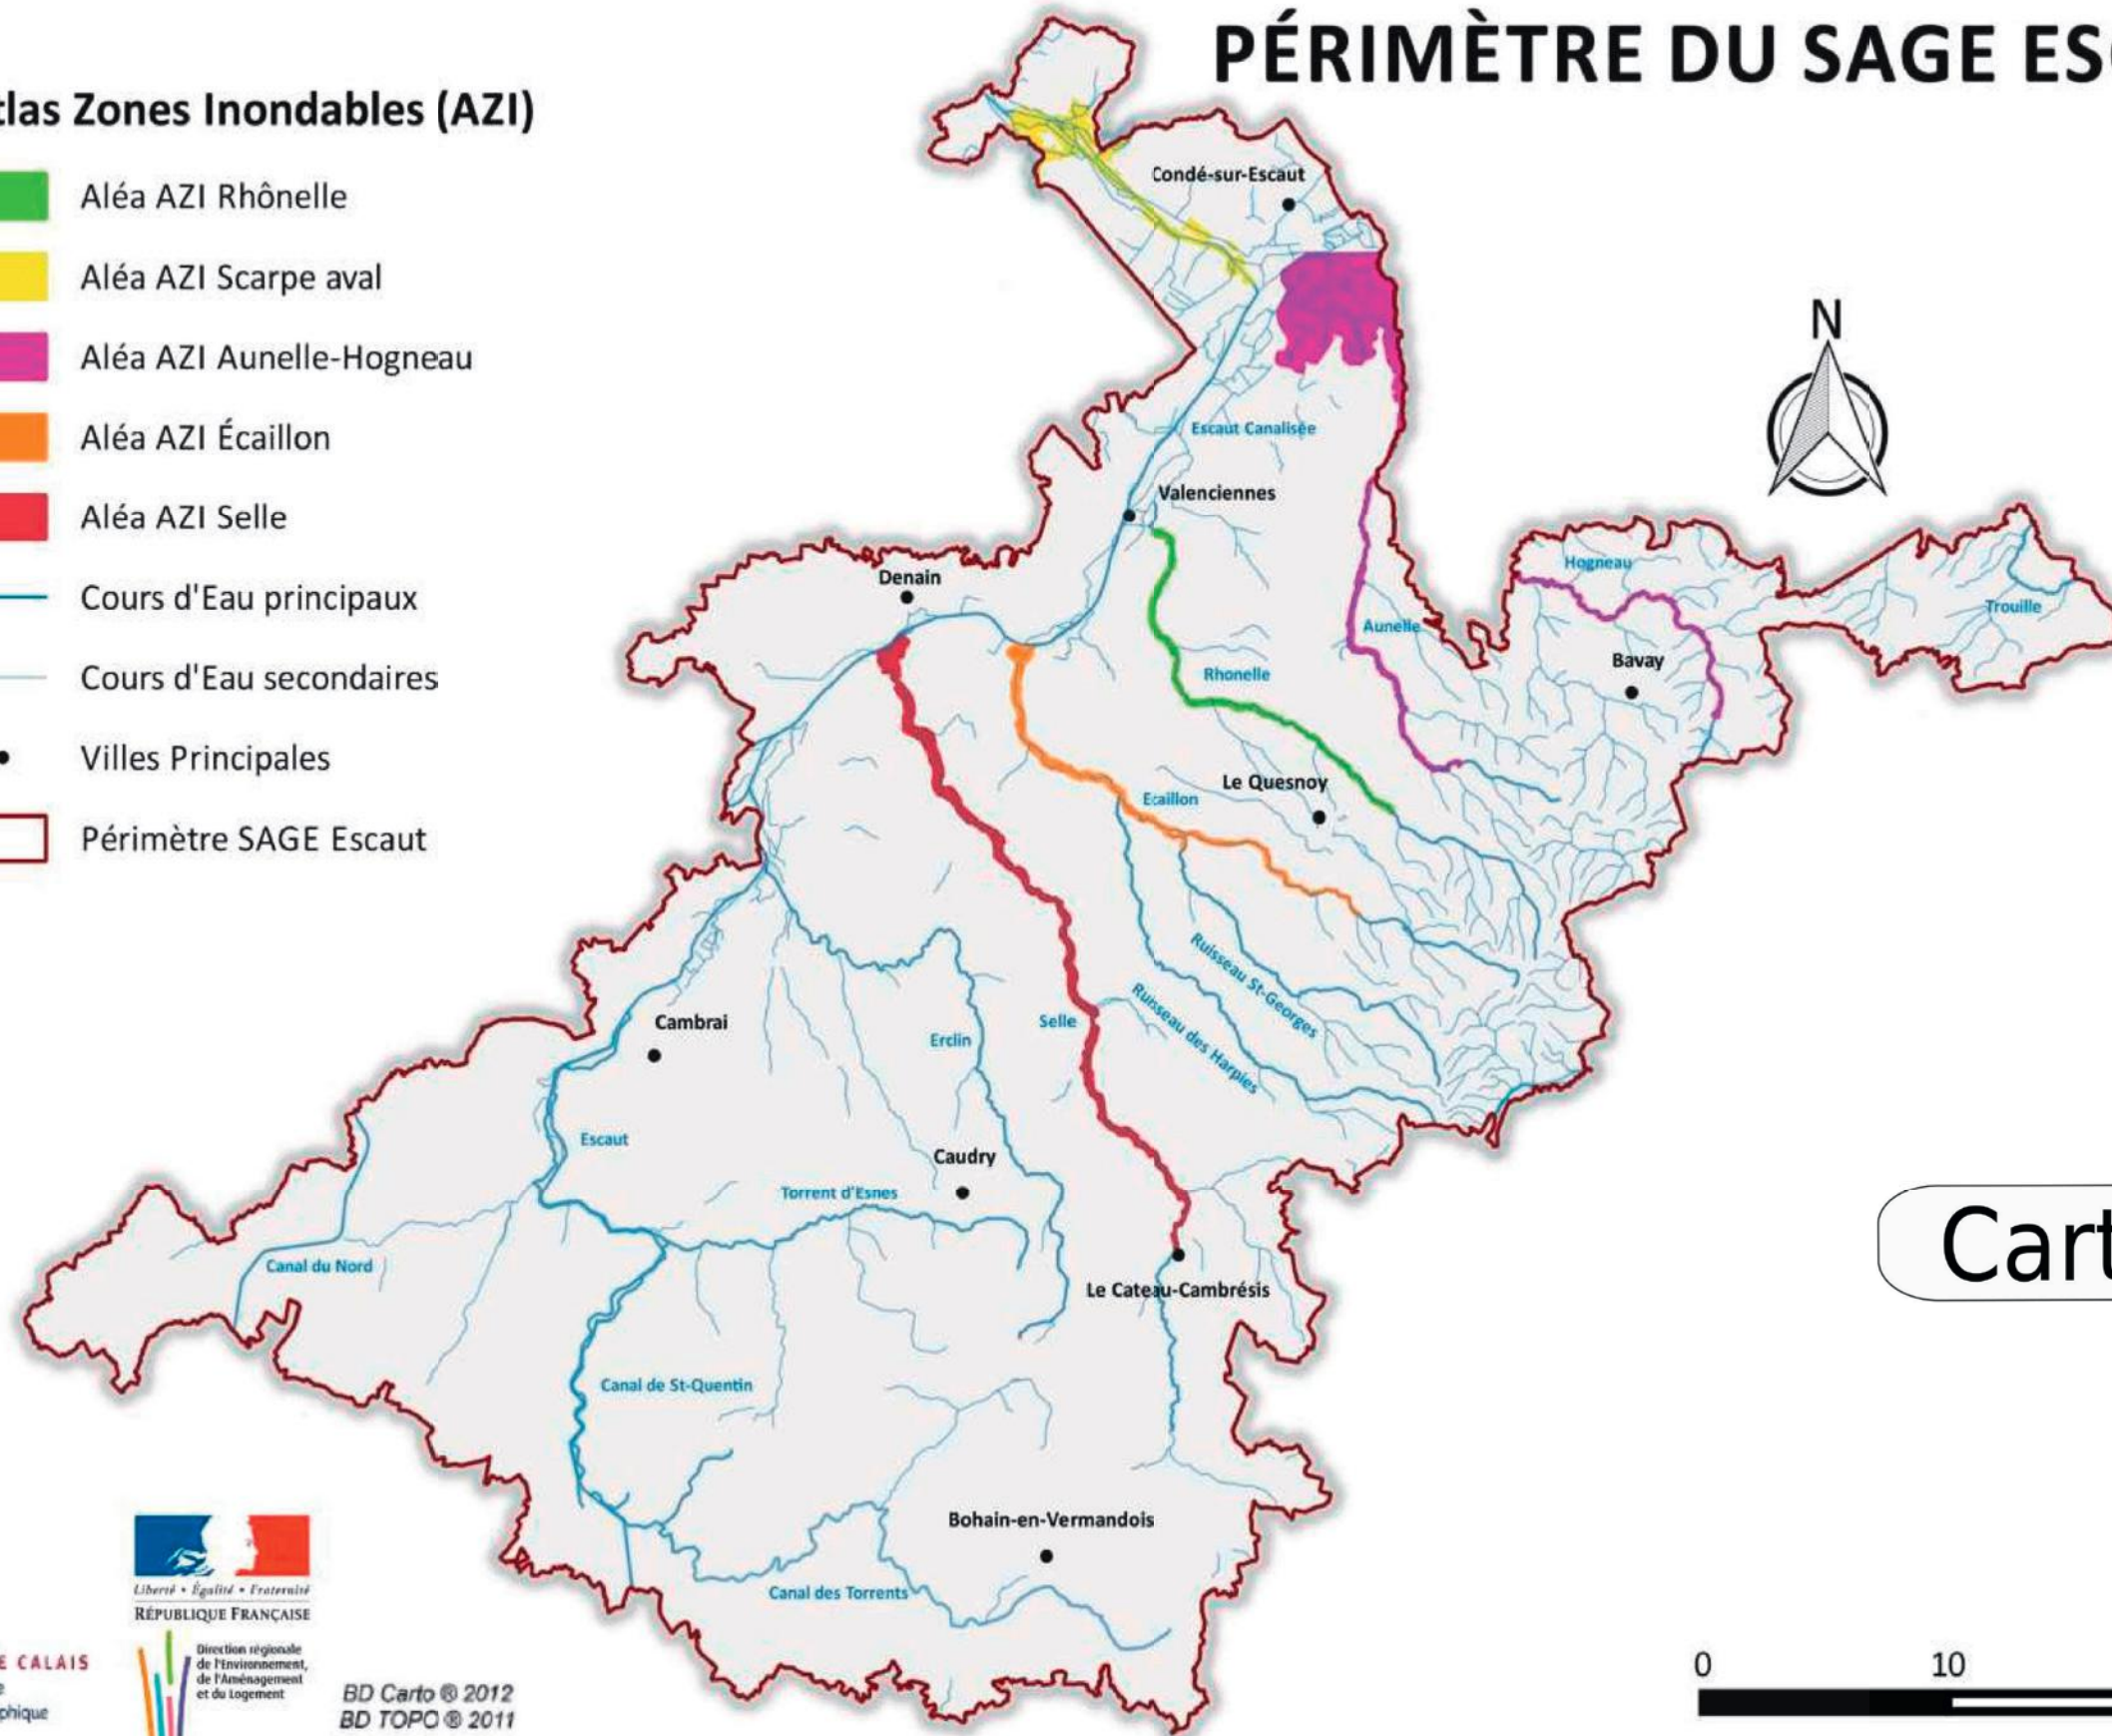 PÉRIMÈTRE DU SAGE ESC
tlas Zones Inondables (AZI)
Aléa AZI Rhônelle
Aléa AZI Scarpe aval
Aléa AZI Aunelle-Hogneau
Aléa AZI Écaillon
Aléa AZI Selle
Cours d'Eau principaux
Cours d'Eau secondaires
Villes Principales
Périmètre SAGE Escaut
Condé-sur-Escaut
N
Escaut Canalisée
Valenciennes
Denain
Hogneau
Trouille
Aunelle
Bavay
Rhonelle
Le Quesnoy
Ecaillon
Ruisseau St-Georges
Ruisseau des Harpies
Cambrai
Selle
Erclin
Escaut
Caudry
Torrent d'Esnes
Canal du Nord
Le Cateau-Cambrésis
Cart
Canal de St-Quentin
Bohain-en-Vermandois
Canal des Torrents
Liberté • Égalité • Fraternité
RÉPUBLIQUE FRANÇAISE
Direction régionale
de l'Environnement,
de l'Aménagement
et du Logement
E CALAIS
e
phique
BD Carto ® 2012
BD TOPO ® 2011
0 10